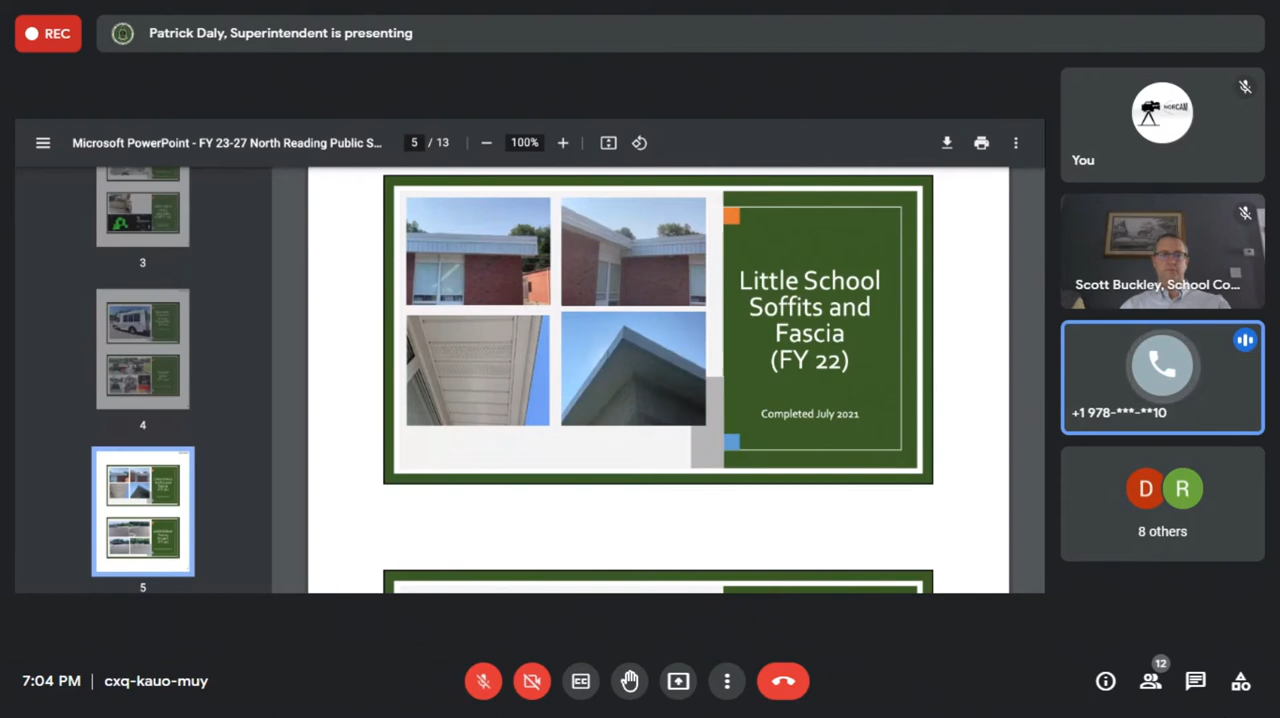 REC
Patrick Daly, Superintendent is presenting
Microsoft PowerPoint - FY 23-27 North Reading Public S...
5 / 13
100%
3
4
5
Little School
Soffits and
Fascia
(FY 22)
Completed July 2021
NORCAM
You
Scott Buckley, School Co...
+1 978-***-**10
D
R
8 others
7:04 PM | cxq-kauo-muy
CC
12